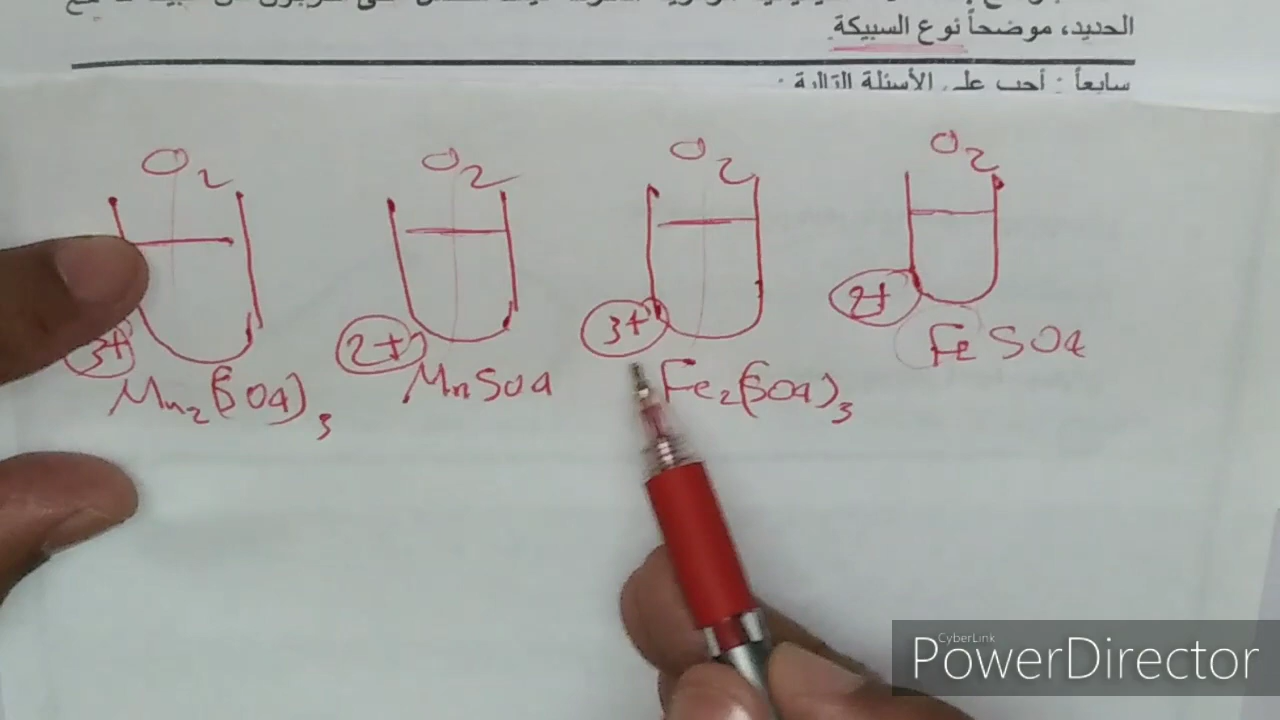 الحديد، موضحاً نوع السبيكة.
سابعاً : أجب على الأسئلة التالية :
O2 O2 O2 O2
3+ 2+ 3+ 2+
Mn2(SO4)3 MnSO4 Fe2(SO4)3 FeSO4
CyberLink
PowerDirector